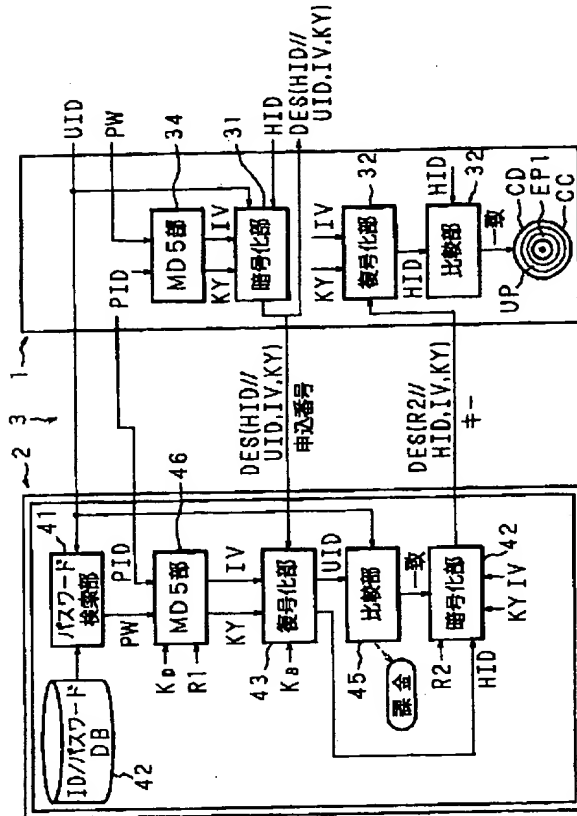 3
2
1
UID
ID/パスワード
DB
42
41
パスワード
検索部
PW
PID
PID
PW
KD
R1
MD5部
46
MD5部
34
KY
IV
KY
IV
43
KB
復号化部
UID
DES(HID//
UID,IV,KY)
申込番号
暗号化部
31
HID
DES(HID//
UID,IV,KY)
45
比較部
課金
一致
KY
IV
復号化部
32
HID
HID
R2
HID
暗号化部
42
KY IV
DES(R2//
HID,IV,KY)
キー
比較部
32
一致
UP
CD
EP1
CC